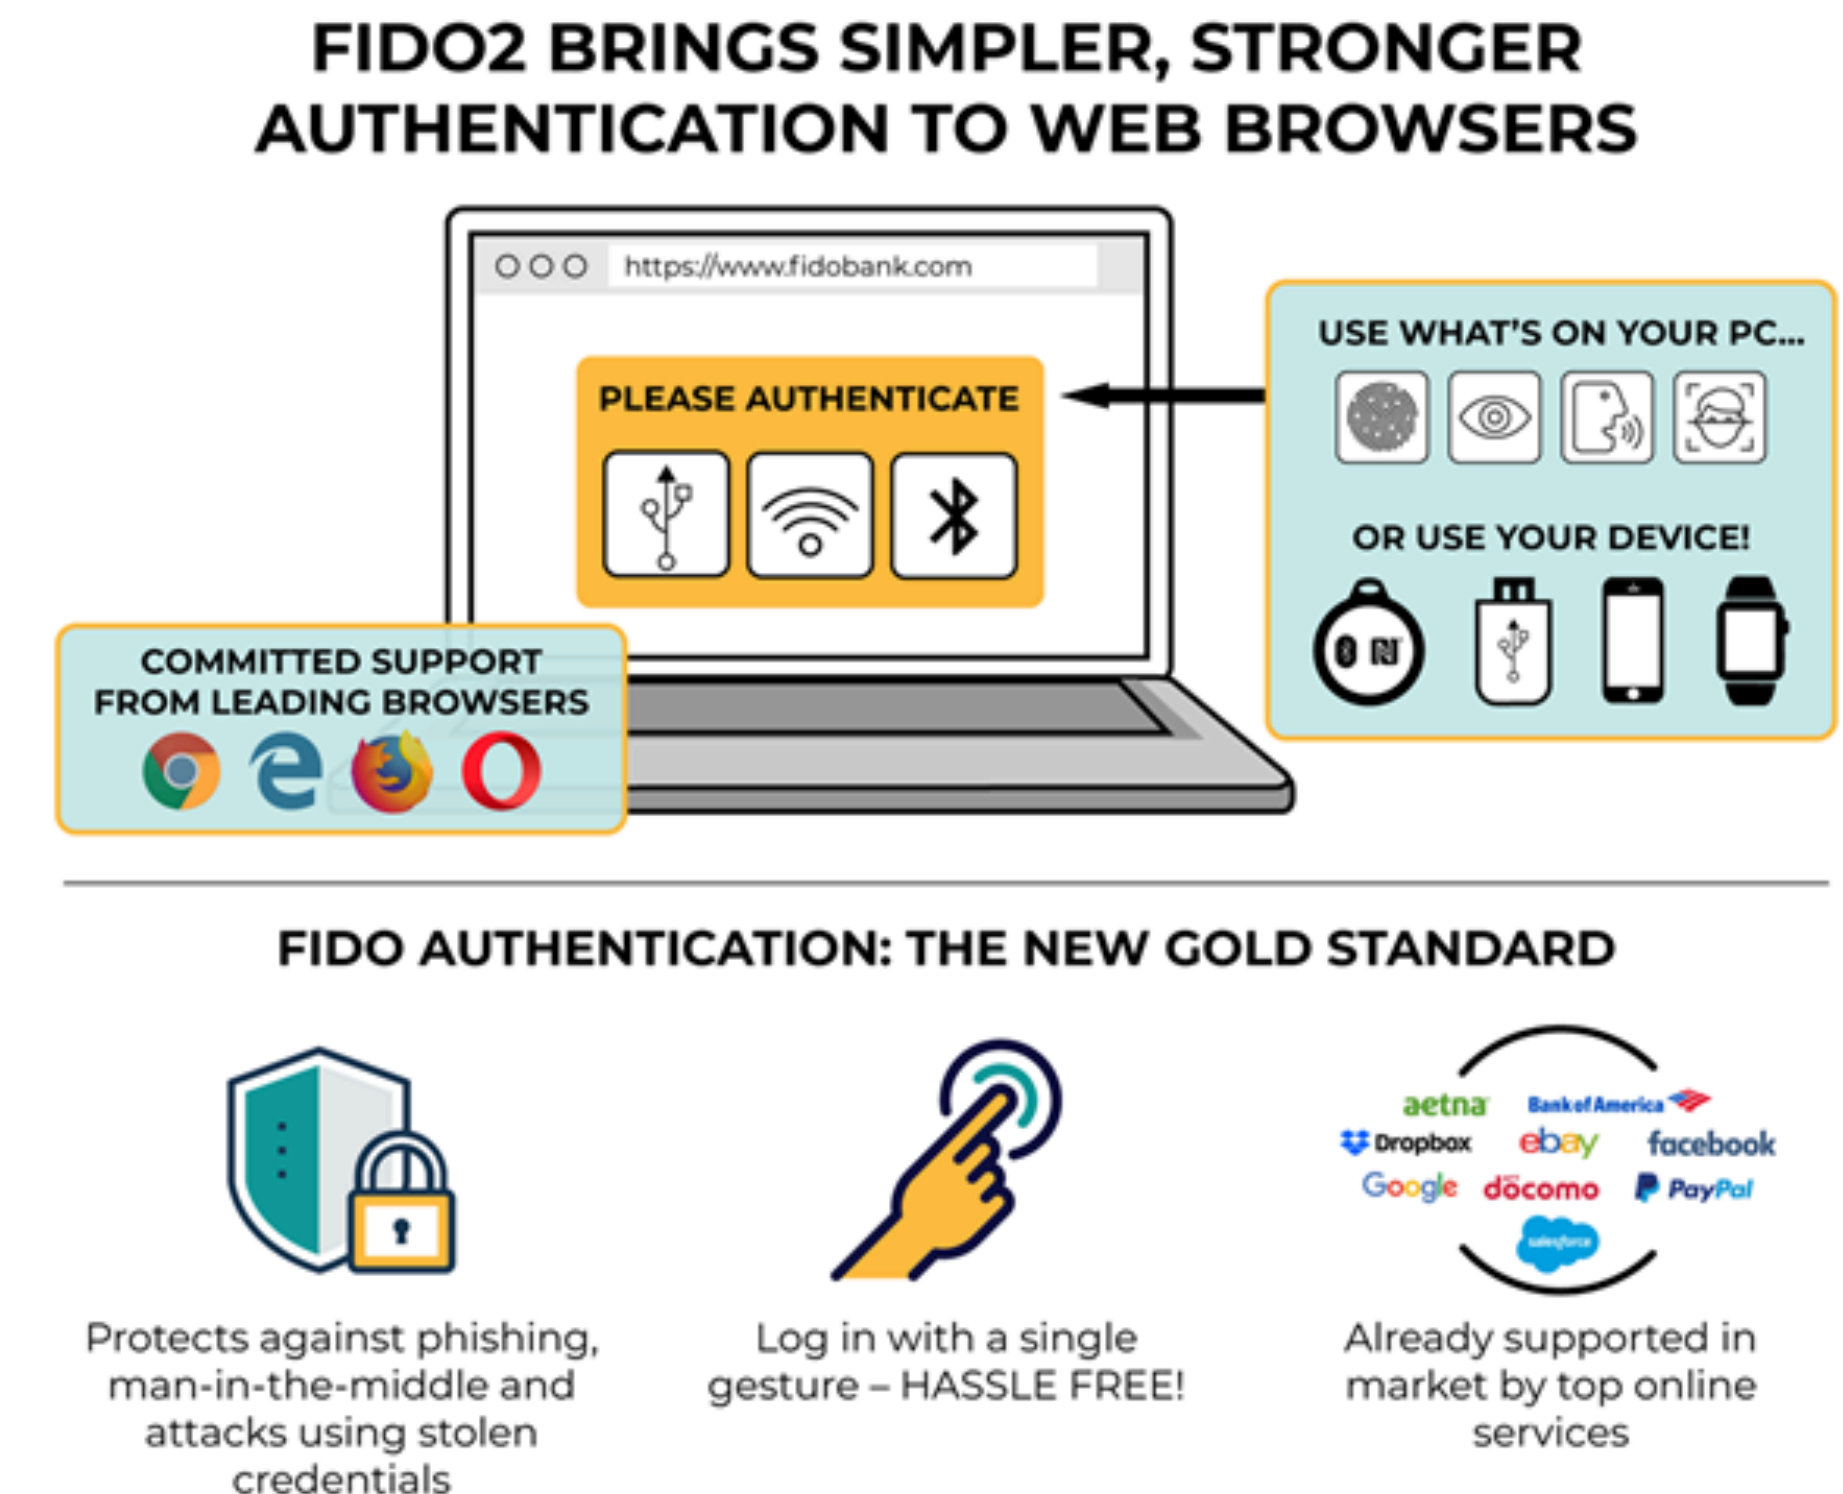 FIDO2 BRINGS SIMPLER, STRONGER
AUTHENTICATION TO WEB BROWSERS
https://www.fidobank.com
PLEASE AUTHENTICATE
USE WHAT'S ON YOUR PC...
OR USE YOUR DEVICE!
COMMITTED SUPPORT
FROM LEADING BROWSERS
FIDO AUTHENTICATION: THE NEW GOLD STANDARD
Protects against phishing,
man-in-the-middle and
attacks using stolen
credentials
Log in with a single
gesture – HASSLE FREE!
aetna Bank of America
Dropbox ebay facebook
Google döcomo PayPal
salesforce
Already supported in
market by top online
services